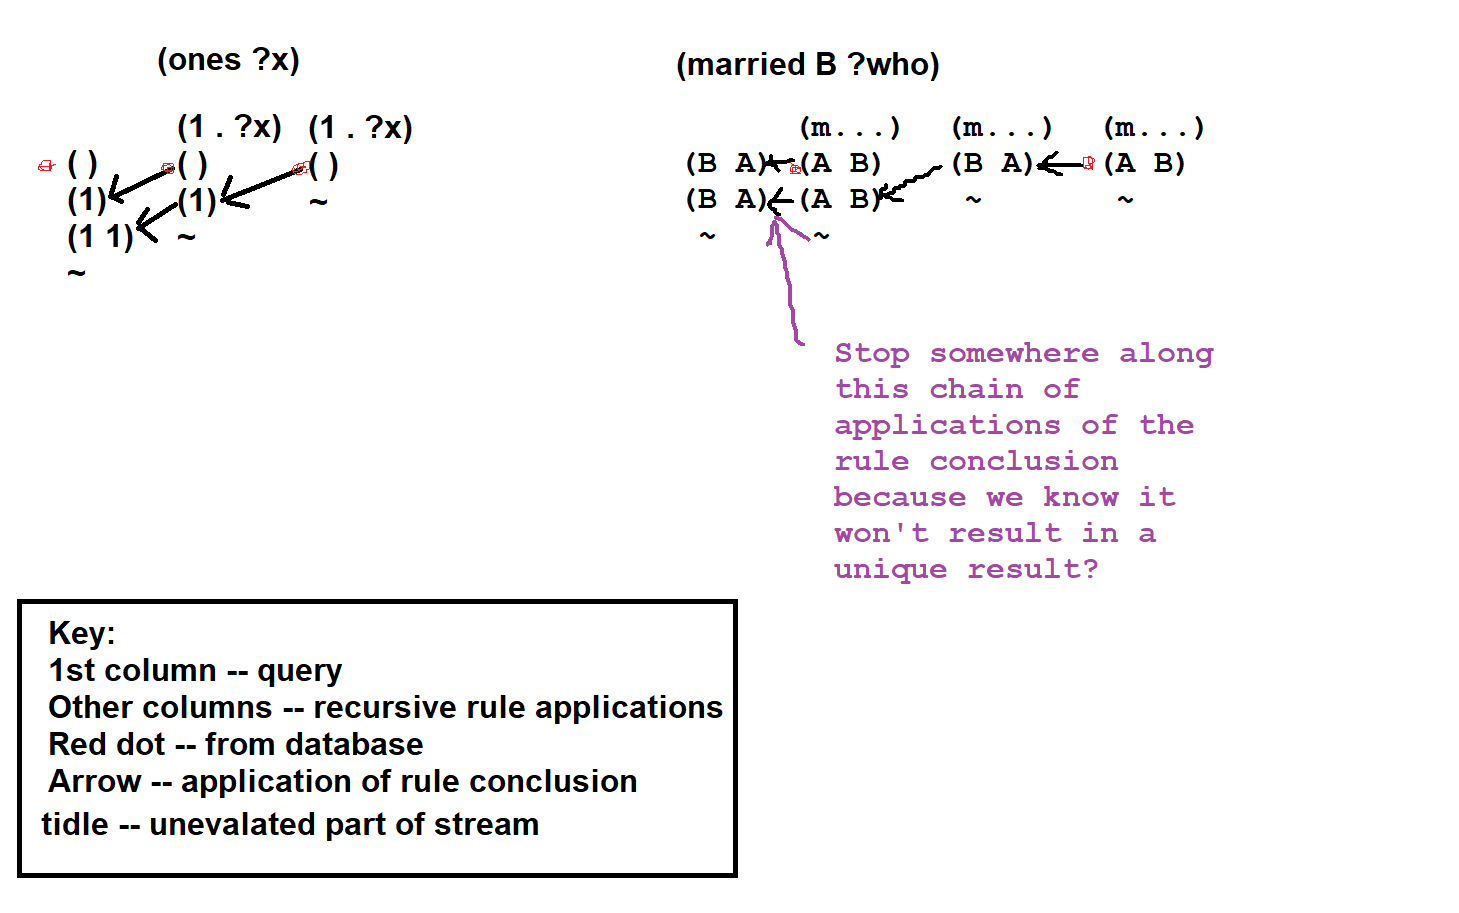 (ones ?x)
(1 . ?x) (1 . ?x)
( ) ( ) ( )
(1) (1) ~
(1 1) ~
~
(married B ?who)
(m...) (m...) (m...)
(B A) (A B) (B A) (A B)
(B A) (A B) ~ ~
~ ~
Stop somewhere along
this chain of
applications of the
rule conclusion
because we know it
won't result in a
unique result?
Key:
1st column -- query
Other columns -- recursive rule applications
Red dot -- from database
Arrow -- application of rule conclusion
tidle -- unevalated part of stream